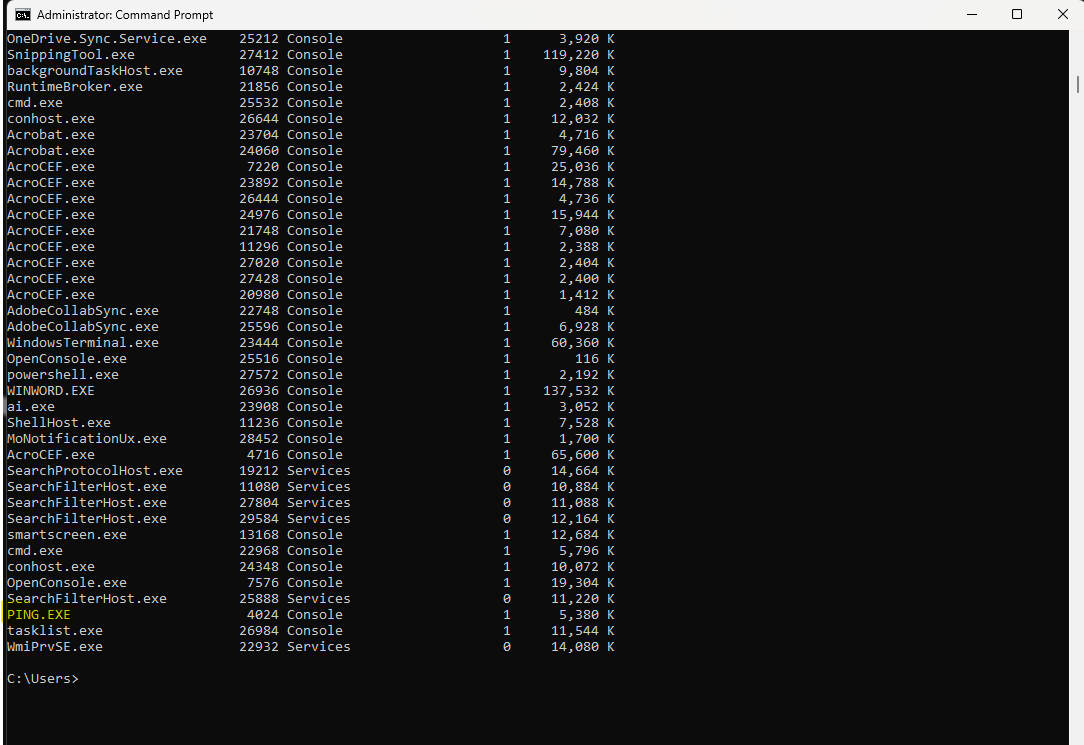 Administrator: Command Prompt
OneDrive.Sync.Service.exe 25212 Console 1 3,920 K
SnippingTool.exe 27412 Console 1 119,220 K
backgroundTaskHost.exe 10748 Console 1 9,804 K
RuntimeBroker.exe 21856 Console 1 2,424 K
cmd.exe 25532 Console 1 2,408 K
conhost.exe 26644 Console 1 12,032 K
Acrobat.exe 23704 Console 1 4,716 K
Acrobat.exe 24060 Console 1 79,460 K
AcroCEF.exe 7220 Console 1 25,036 K
AcroCEF.exe 23892 Console 1 14,788 K
AcroCEF.exe 26444 Console 1 4,736 K
AcroCEF.exe 24976 Console 1 15,944 K
AcroCEF.exe 21748 Console 1 7,080 K
AcroCEF.exe 11296 Console 1 2,388 K
AcroCEF.exe 27020 Console 1 2,404 K
AcroCEF.exe 27428 Console 1 2,400 K
AcroCEF.exe 20980 Console 1 1,412 K
AdobeCollabSync.exe 22748 Console 1 484 K
AdobeCollabSync.exe 25596 Console 1 6,928 K
WindowsTerminal.exe 23444 Console 1 60,360 K
OpenConsole.exe 25516 Console 1 116 K
powershell.exe 27572 Console 1 2,192 K
WINWORD.EXE 26936 Console 1 137,532 K
ai.exe 23908 Console 1 3,052 K
ShellHost.exe 11236 Console 1 7,528 K
MoNotificationUx.exe 28452 Console 1 1,700 K
AcroCEF.exe 4716 Console 1 65,600 K
SearchProtocolHost.exe 19212 Services 0 14,664 K
SearchFilterHost.exe 11080 Services 0 10,884 K
SearchFilterHost.exe 27804 Services 0 11,088 K
SearchFilterHost.exe 29584 Services 0 12,164 K
smartscreen.exe 13168 Console 1 12,684 K
cmd.exe 22968 Console 1 5,796 K
conhost.exe 24348 Console 1 10,072 K
OpenConsole.exe 7576 Console 1 19,304 K
SearchFilterHost.exe 25888 Services 0 11,220 K
PING.EXE 4024 Console 1 5,380 K
tasklist.exe 26984 Console 1 11,544 K
WmiPrvSE.exe 22932 Services 0 14,080 K
C:\Users>